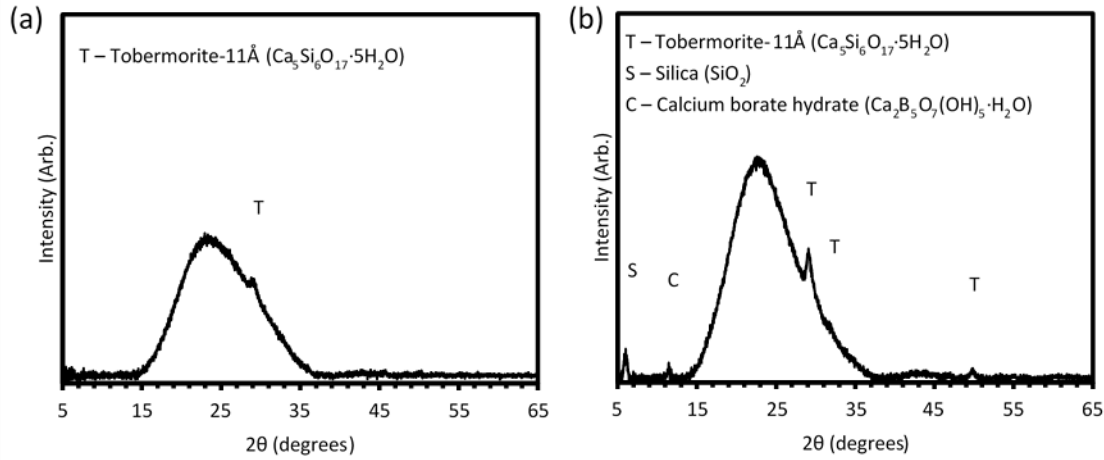 (a)
T – Tobermorite-11Å (Ca₅Si₆O₁₇·5H₂O)
T
Intensity (Arb.)
5 15 25 35 45 55 65
2θ (degrees)
(b)
T – Tobermorite-11Å (Ca₅Si₆O₁₇·5H₂O)
S – Silica (SiO₂)
C – Calcium borate hydrate (Ca₂B₅O₇(OH)₅·H₂O)
T
T
S
C
T
Intensity (Arb.)
5 15 25 35 45 55 65
2θ (degrees)